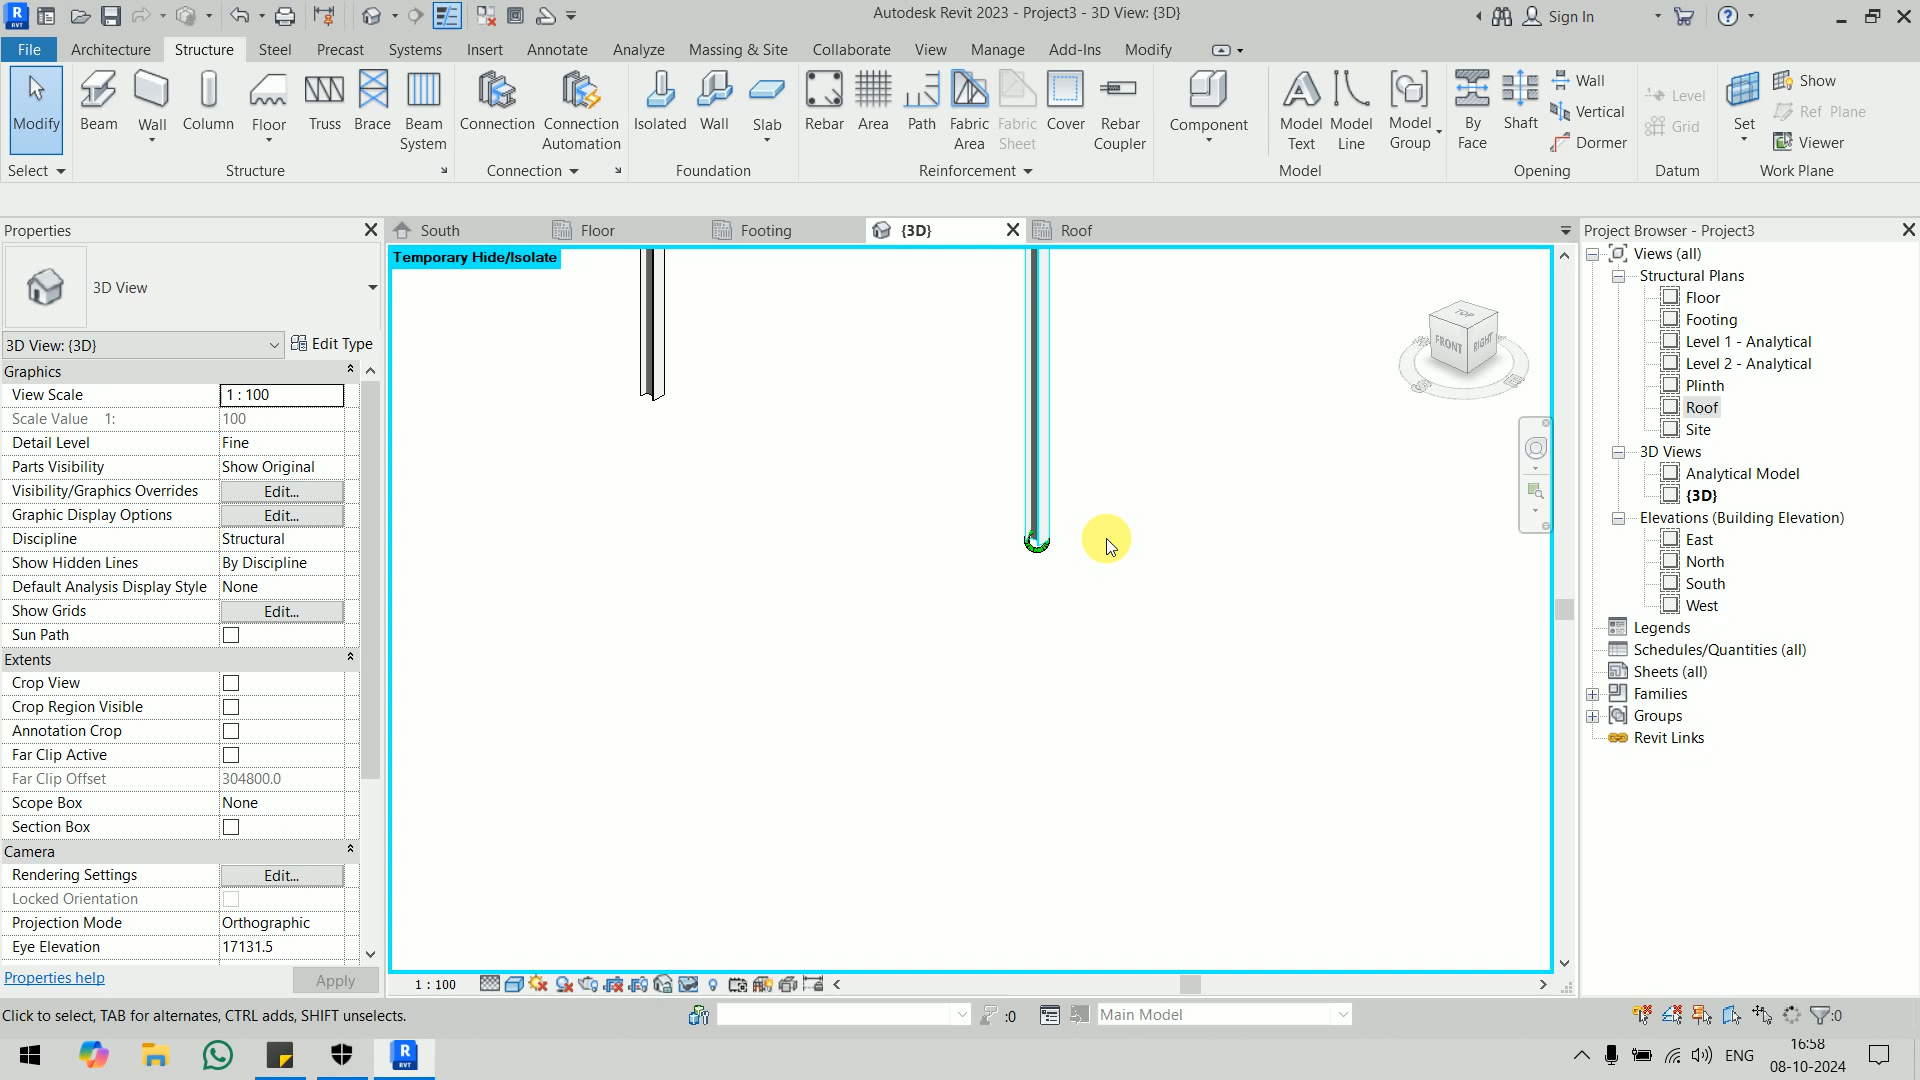 Autodesk Revit 2023 - Project3 - 3D View: {3D}
Sign In
File Architecture Structure Steel Precast Systems Insert Annotate Analyze Massing & Site Collaborate View Manage Add-Ins Modify
Modify
Beam
Wall
Column
Floor
Truss
Brace
Beam System
Connection
Connection Automation
Isolated
Wall
Slab
Rebar
Area
Path
Fabric Area
Fabric Sheet
Cover
Rebar Coupler
Component
Model Text
Model Line
Model Group
By Face
Shaft
Wall
Vertical
Dormer
Level
Grid
Set
Show
Ref Plane
Viewer
Select Structure Connection Foundation Reinforcement Model Opening Datum Work Plane
Properties
3D View
3D View: {3D} Edit Type
Graphics
View Scale 1 : 100
Scale Value 1: 100
Detail Level Fine
Parts Visibility Show Original
Visibility/Graphics Overrides Edit...
Graphic Display Options Edit...
Discipline Structural
Show Hidden Lines By Discipline
Default Analysis Display Style None
Show Grids Edit...
Sun Path
Extents
Crop View
Crop Region Visible
Annotation Crop
Far Clip Active
Far Clip Offset 304800.0
Scope Box None
Section Box
Camera
Rendering Settings Edit...
Locked Orientation
Projection Mode Orthographic
Eye Elevation 17131.5
Properties help Apply
South Floor Footing {3D} Roof
Temporary Hide/Isolate
TOP
FRONT
RIGHT
S
E
1 : 100
Project Browser - Project3
Views (all)
Structural Plans
Floor
Footing
Level 1 - Analytical
Level 2 - Analytical
Plinth
Roof
Site
3D Views
Analytical Model
{3D}
Elevations (Building Elevation)
East
North
South
West
Legends
Schedules/Quantities (all)
Sheets (all)
Families
Groups
Revit Links
Click to select, TAB for alternates, CTRL adds, SHIFT unselects.
:0
Main Model
:0
R
RVT
ENG
16:58
08-10-2024